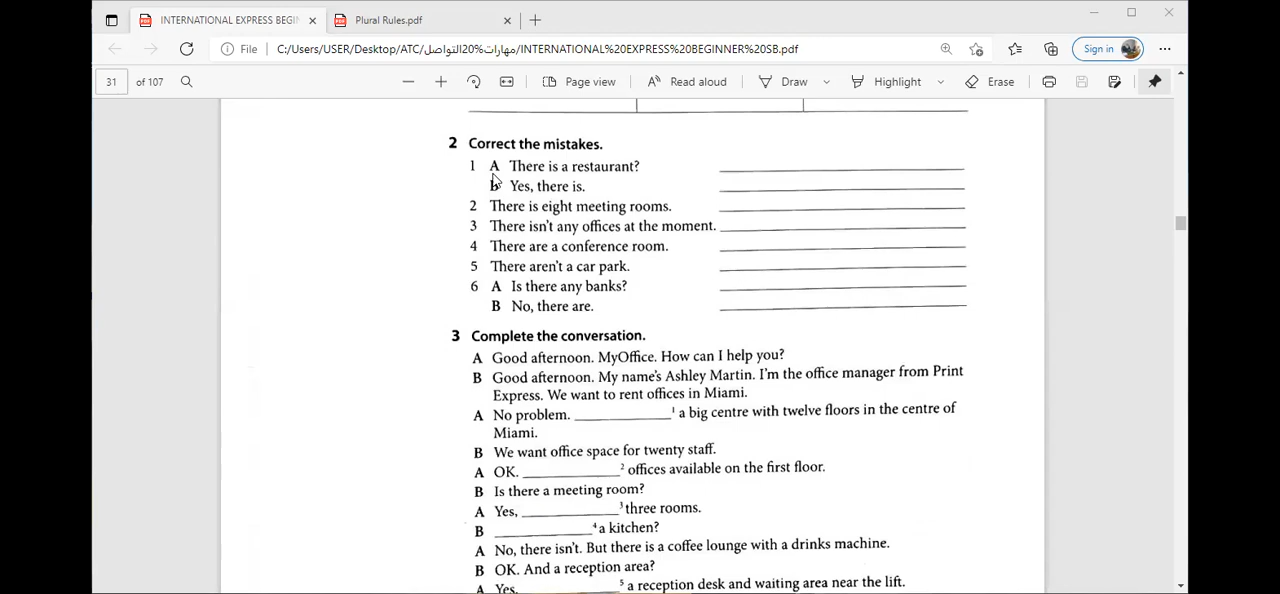 INTERNATIONAL EXPRESS BEGI
Plural Rules.pdf
File
C:/Users/USER/Desktop/ATC/مهارات%20التواصل/INTERNATIONAL%20EXPRESS%20BEGINNER%20SB.pdf
Sign in
31 of 107
Page view
Read aloud
Draw
Highlight
Erase
2 Correct the mistakes.
1 A There is a restaurant?
B Yes, there is.
2 There is eight meeting rooms.
3 There isn't any offices at the moment.
4 There are a conference room.
5 There aren't a car park.
6 A Is there any banks?
B No, there are.
3 Complete the conversation.
A Good afternoon. MyOffice. How can I help you?
B Good afternoon. My name's Ashley Martin. I'm the office manager from Print
Express. We want to rent offices in Miami.
A No problem. ____________ 1 a big centre with twelve floors in the centre of
Miami.
B We want office space for twenty staff.
A OK. ____________ 2 offices available on the first floor.
B Is there a meeting room?
A Yes, ____________ 3 three rooms.
B ____________ 4 a kitchen?
A No, there isn't. But there is a coffee lounge with a drinks machine.
B OK. And a reception area?
A Yes, ____________ 5 a reception desk and waiting area near the lift.